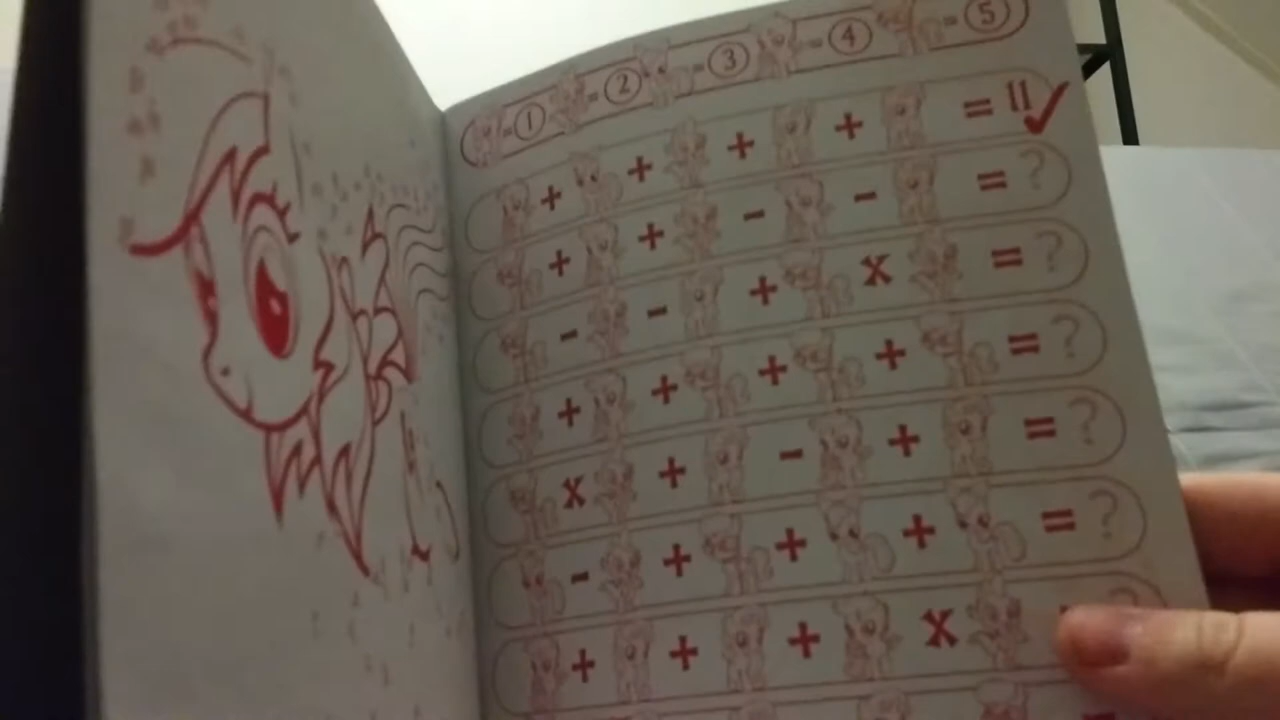 = 1 = 2 = 3 = 4 = 5
+ + + + = 11
+ + - - = ?
- - + x = ?
+ + + + = ?
x + - + = ?
- + + + = ?
+ + + x